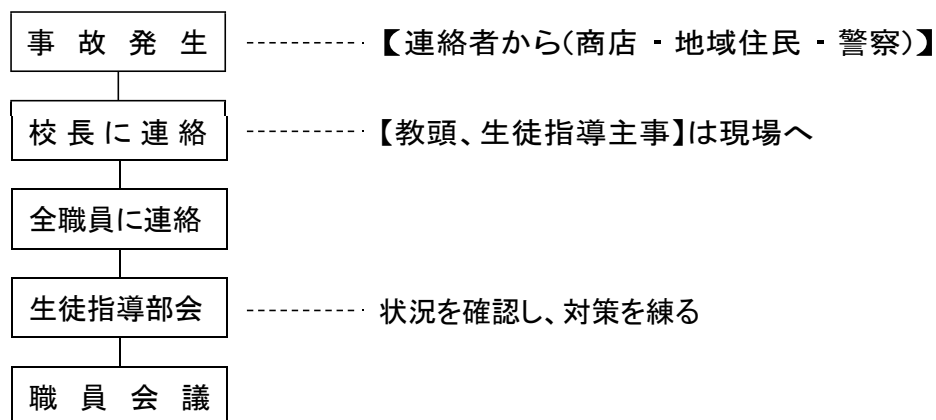 事故発生 【連絡者から(商店・地域住民・警察)】
校長に連絡 【教頭、生徒指導主事】は現場へ
全職員に連絡
生徒指導部会 状況を確認し、対策を練る
職員会議